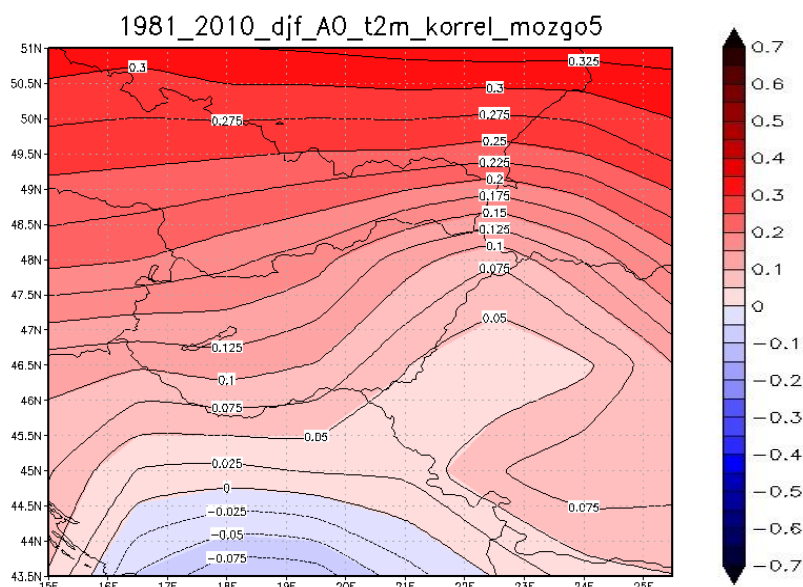 1981_2010_djf_AO_t2m_korrel_mozgo5
51N
50.5N
50N
49.5N
49N
48.5N
48N
47.5N
47N
46.5N
46N
45.5N
45N
44.5N
44N
43.5N
0.325
0.3
0.3
0.275
0.275
0.25
0.225
0.2
0.175
0.15
0.125
0.1
0.075
0.05
0.125
0.1
0.075
0.05
0.025
0
0.075
-0.025
-0.05
-0.075
0.7
0.6
0.5
0.4
0.3
0.2
0.1
0
-0.1
-0.2
-0.3
-0.4
-0.5
-0.6
-0.7